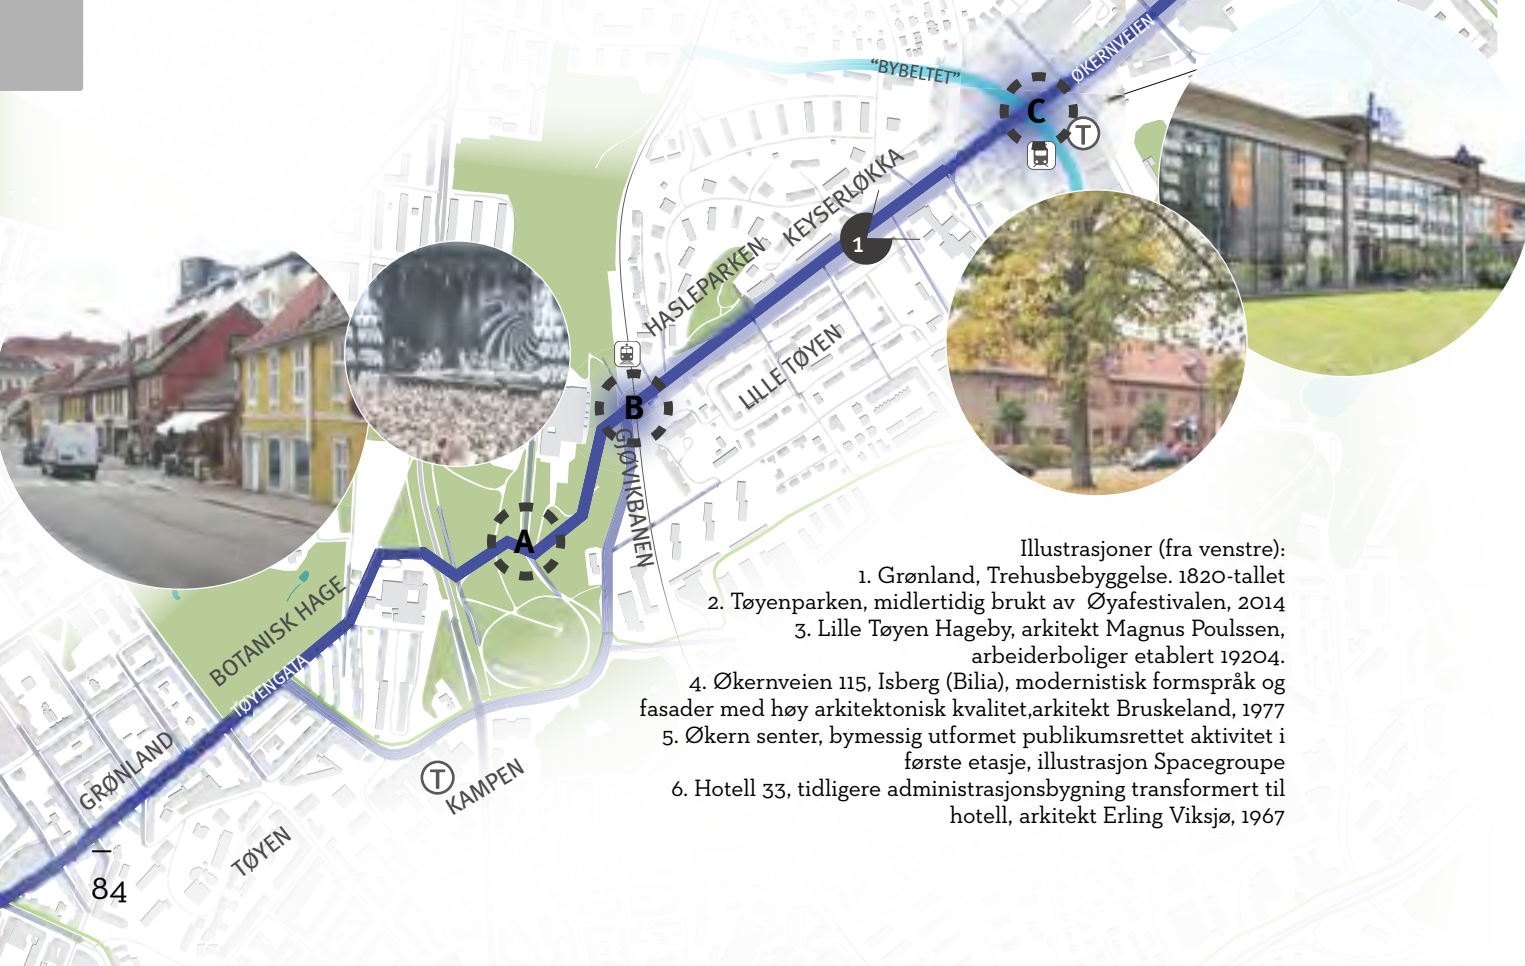 ØKERNVEIEN
“BYBELTET”
C
T
KEYSERLØKKA
1
HASLEPARKEN
LILLE TØYEN
B
GJØVIKBANEN
A
BOTANISK HAGE
TØYENGATA
GRØNLAND
T
KAMPEN
TØYEN
Illustrasjoner (fra venstre):
1. Grønland, Trehusbebyggelse. 1820-tallet
2. Tøyenparken, midlertidig brukt av  Øyafestivalen, 2014
3. Lille Tøyen Hageby, arkitekt Magnus Poulssen,
arbeiderboliger etablert 19204.
4. Økernveien 115, Isberg (Bilia), modernistisk formspråk og
fasader med høy arkitektonisk kvalitet,arkitekt Bruskeland, 1977
5. Økern senter, bymessig utformet publikumsrettet aktivitet i
første etasje, illustrasjon Spacegroupe
6. Hotell 33, tidligere administrasjonsbygning transformert til
hotell, arkitekt Erling Viksjø, 1967
84